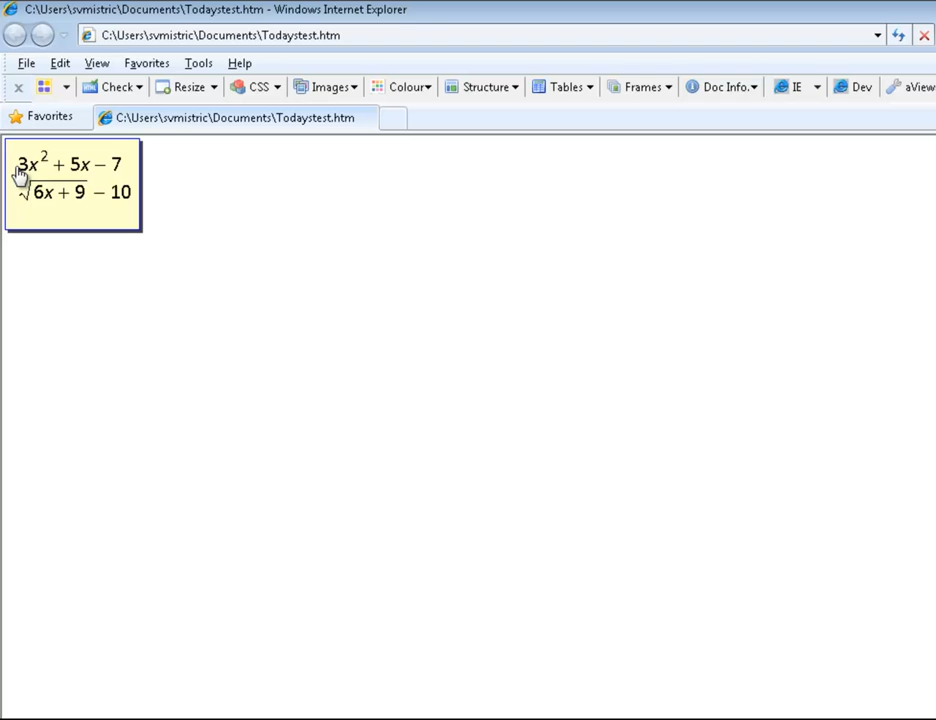 C:\Users\svmistric\Documents\Todaystest.htm - Windows Internet Explorer
C:\Users\svmistric\Documents\Todaystest.htm
File Edit View Favorites Tools Help
Check Resize CSS Images Colour Structure Tables Frames Doc Info. IE Dev aView
Favorites C:\Users\svmistric\Documents\Todaystest.htm
3x² + 5x − 7
√6x + 9 − 10